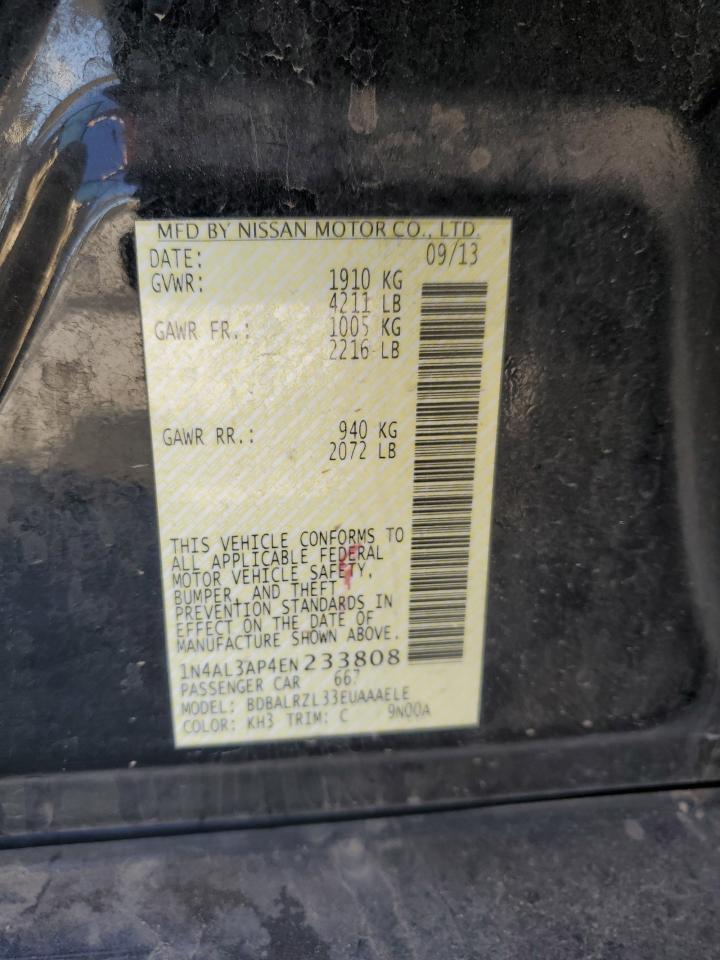 MFD BY NISSAN MOTOR CO., LTD.
DATE: 09/13
GVWR: 1910 KG
4211 LB
GAWR FR.: 1005 KG
2216 LB
GAWR RR.: 940 KG
2072 LB
THIS VEHICLE CONFORMS TO
ALL APPLICABLE FEDERAL
MOTOR VEHICLE SAFETY,
BUMPER, AND THEFT
PREVENTION STANDARDS IN
EFFECT ON THE DATE OF
MANUFACTURE SHOWN ABOVE.
1N4AL3AP4EN233808
PASSENGER CAR 667
MODEL: BDBALRZL33EUAAAELE
COLOR: KH3 TRIM: C 9N00A